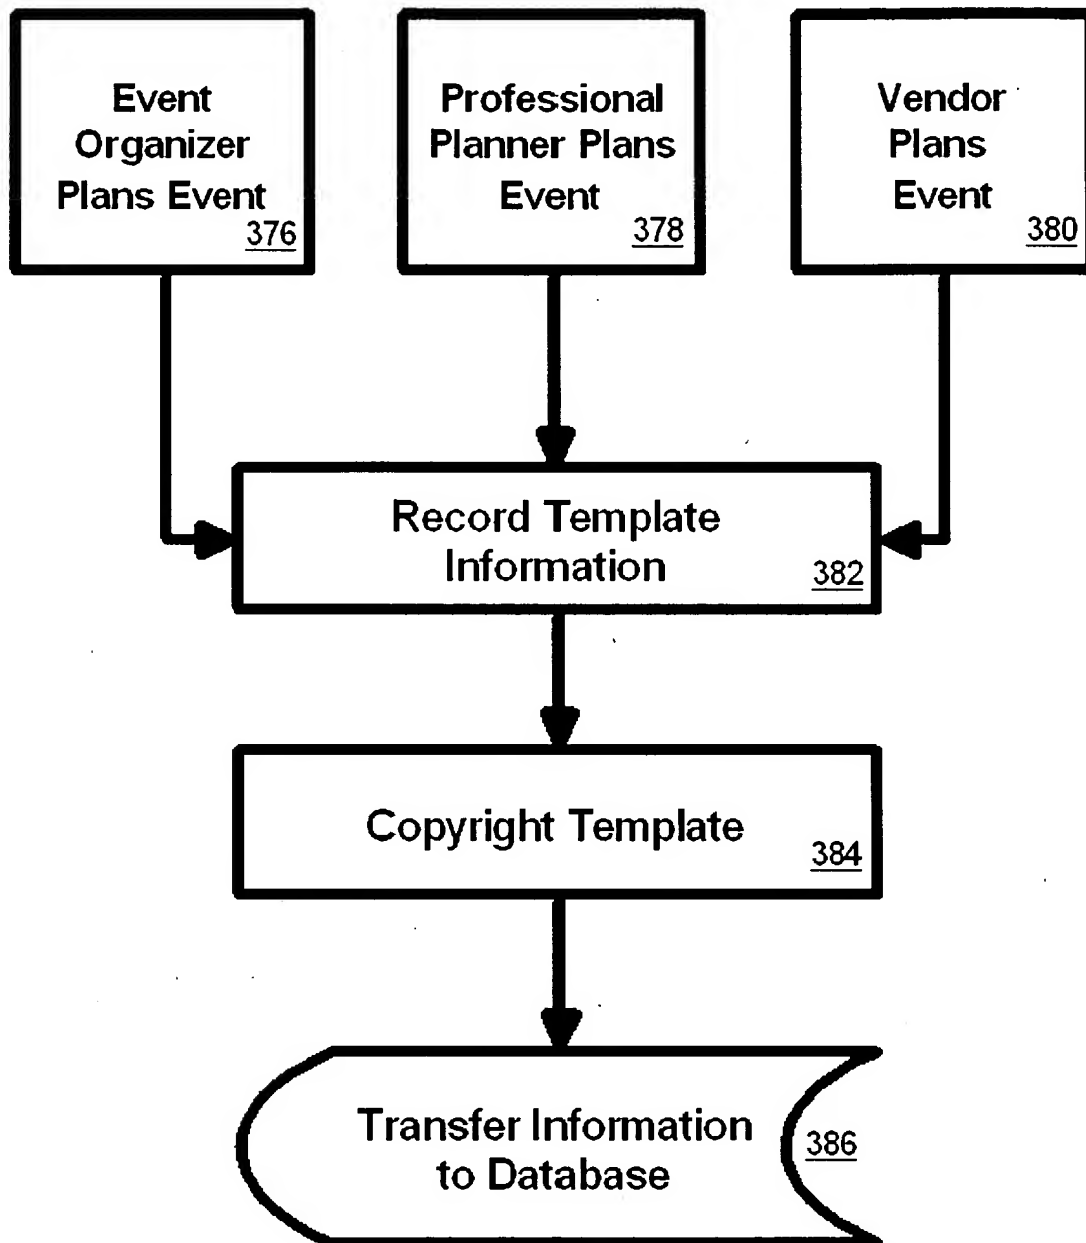 Event
Organizer
Plans Event
376
Professional
Planner Plans
Event
378
Vendor
Plans
Event
380
Record Template
Information
382
Copyright Template
384
Transfer Information
to Database
386